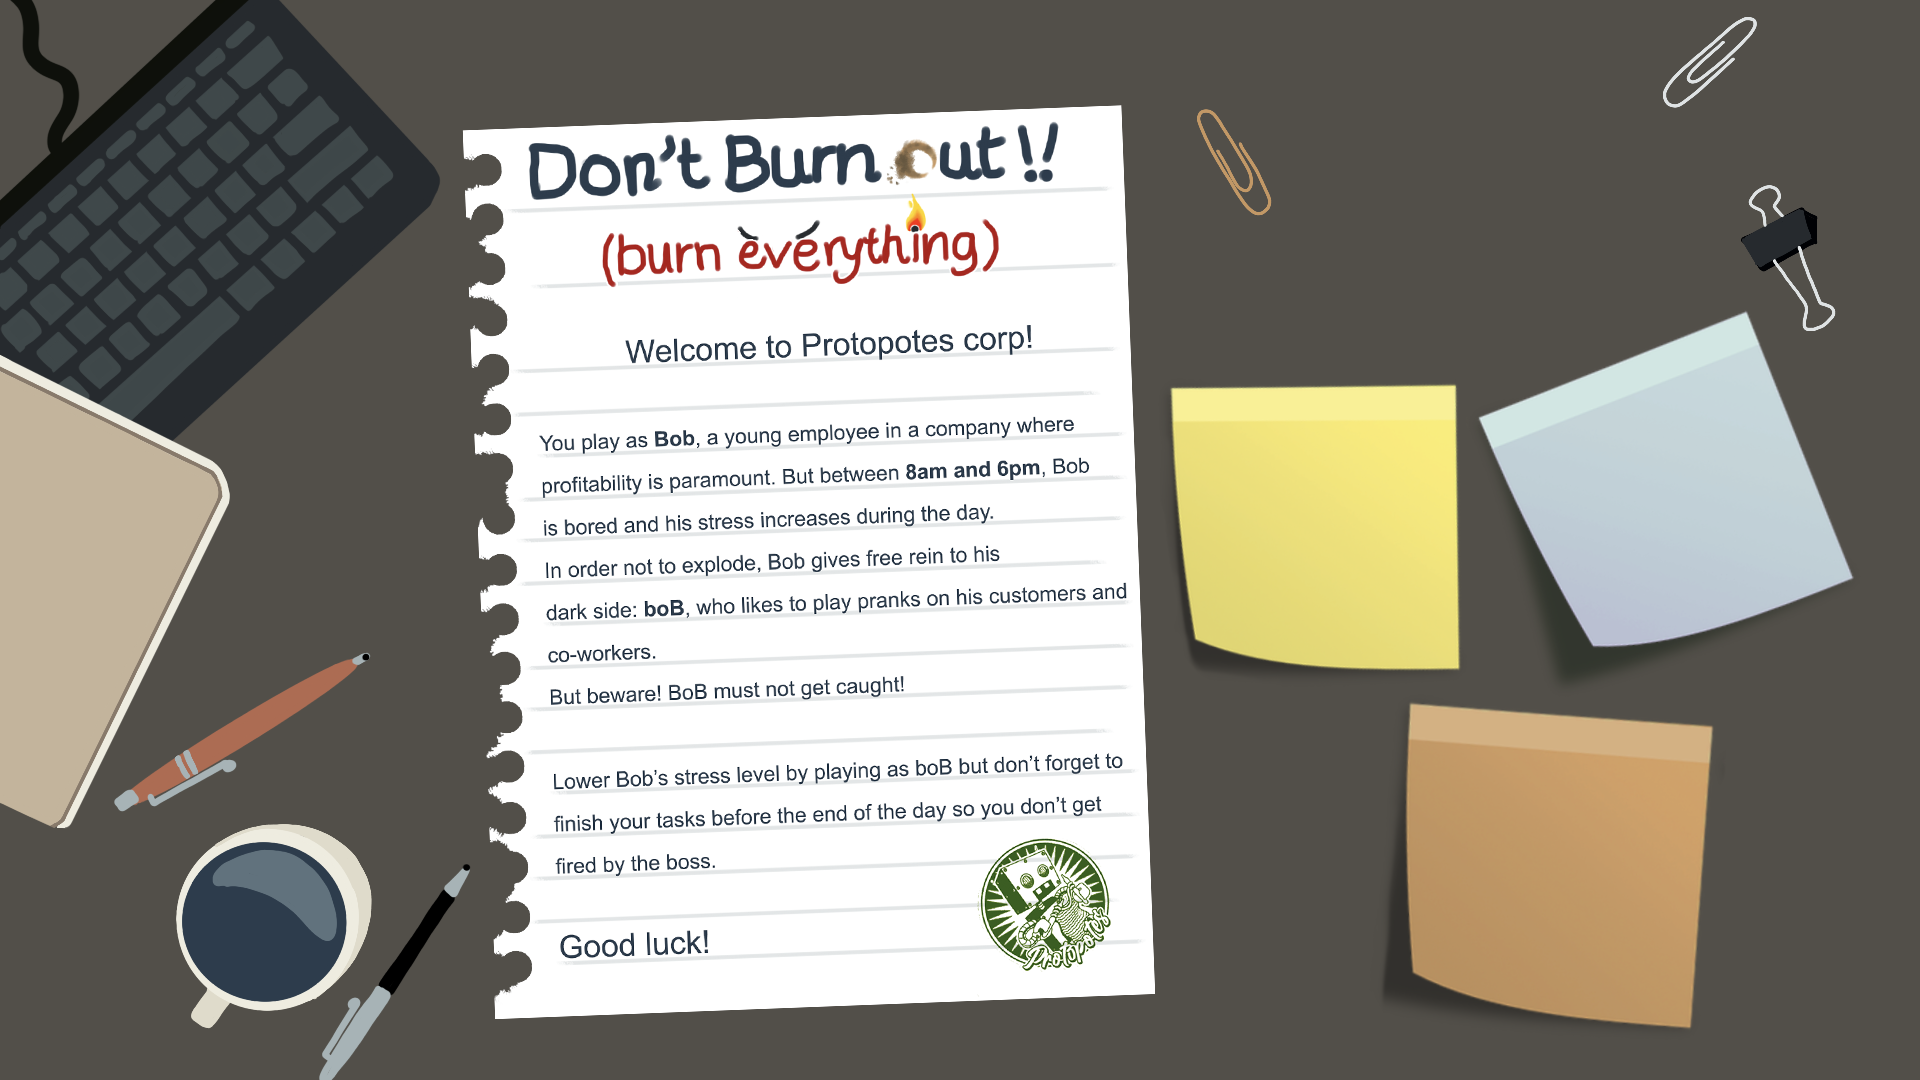 Don't Burn out !!
(burn everything)
Welcome to Protopotes corp!
You play as Bob, a young employee in a company where
profitability is paramount. But between 8am and 6pm, Bob
is bored and his stress increases during the day.
In order not to explode, Bob gives free rein to his
dark side: boB, who likes to play pranks on his customers and
co-workers.
But beware! BoB must not get caught!
Lower Bob's stress level by playing as boB but don't forget to
finish your tasks before the end of the day so you don't get
fired by the boss.
Good luck!
Protopotes